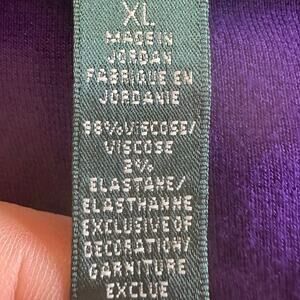 XL
MADE IN
JORDAN
FABRIQUE EN
JORDANIE
98%VISCOSE/
VISCOSE
2%
ELASTANE/
ELASTHANNE
EXCLUSIVE OF
DECORATION/
GARNITURE
EXCLUE